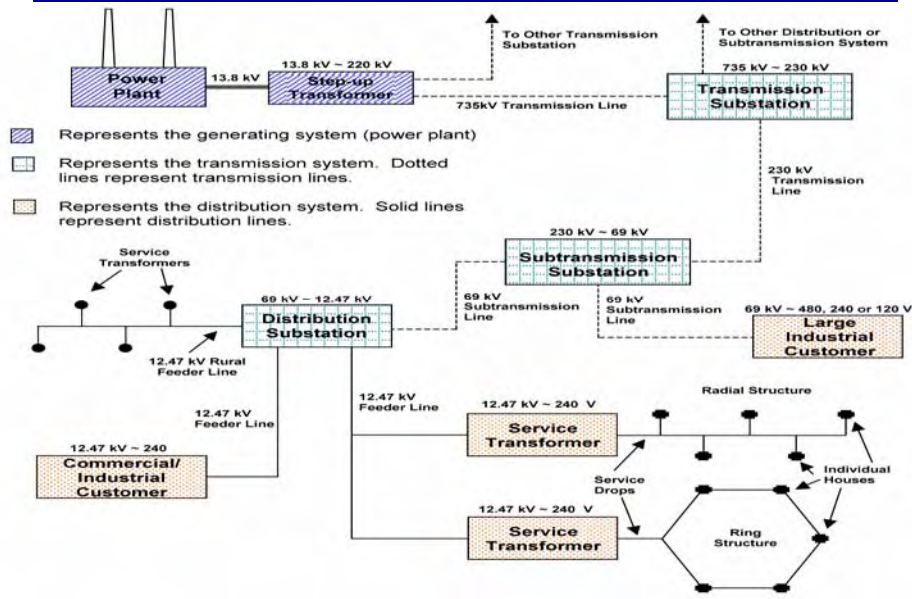 To Other Transmission
Substation
To Other Distribution or
Subtransmission System
13.8 kV ~ 220 kV
735 kV ~ 230 kV
Power
Plant
13.8 kV
Step-up
Transformer
735kV Transmission Line
Transmission
Substation
Represents the generating system (power plant)
Represents the transmission system. Dotted
lines represent transmission lines.
Represents the distribution system. Solid lines
represent distribution lines.
230 kV
Transmission
Line
230 kV ~ 69 kV
Subtransmission
Substation
Service
Transformers
69 kV ~ 12.47 kV
Distribution
Substation
69 kV
Subtransmission
Line
69 kV
Subtransmission
Line
69 kV ~ 480, 240 or 120 V
Large
Industrial
Customer
12.47 kV Rural
Feeder Line
12.47 kV
Feeder Line
12.47 kV
Feeder Line
12.47 kV ~ 240
Commercial/
Industrial
Customer
12.47 kV ~ 240 V
Service
Transformer
Radial Structure
Service
Drops
Individual
Houses
12.47 kV ~ 240 V
Service
Transformer
Ring
Structure